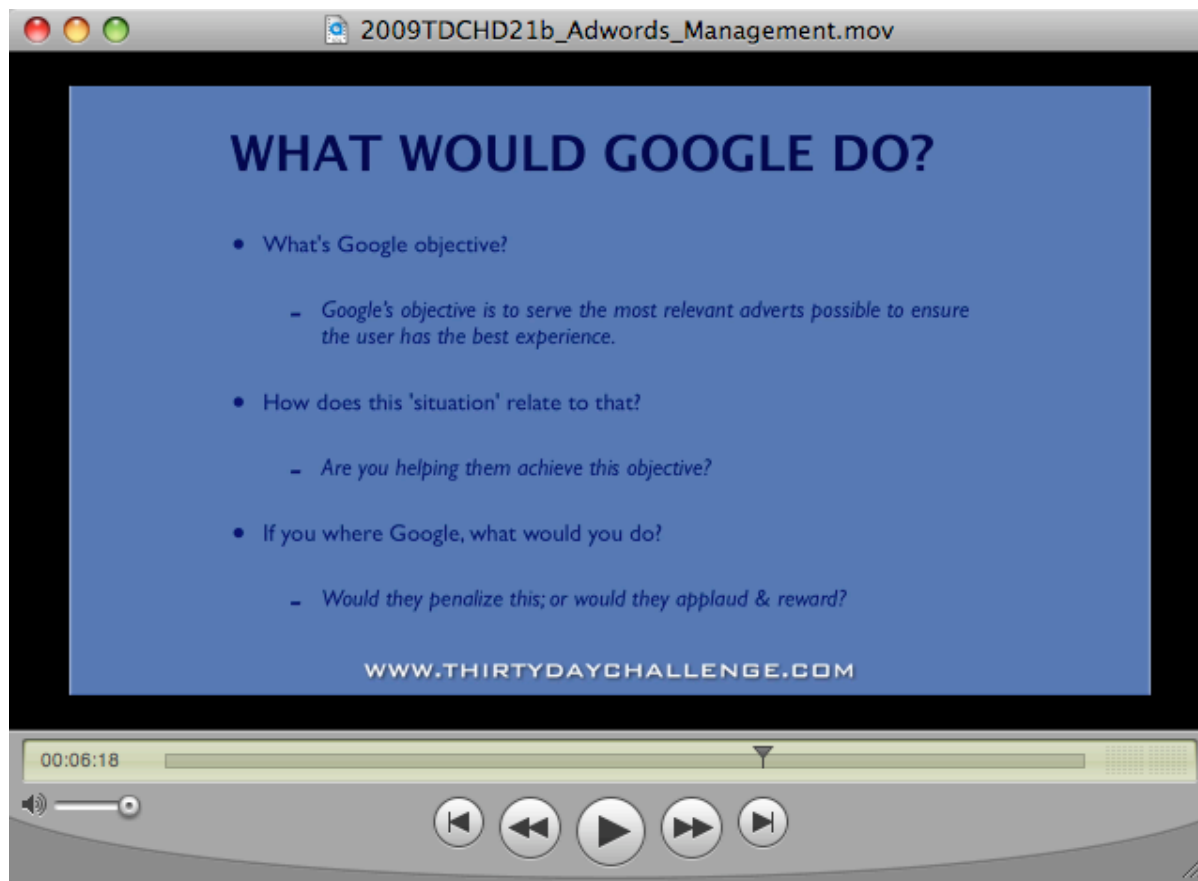 2009TDCHD21b_Adwords_Management.mov
WHAT WOULD GOOGLE DO?
• What's Google objective?
– Google's objective is to serve the most relevant adverts possible to ensure
the user has the best experience.
• How does this 'situation' relate to that?
– Are you helping them achieve this objective?
• If you where Google, what would you do?
– Would they penalize this; or would they applaud & reward?
WWW.THIRTYDAYCHALLENGE.COM
00:06:18